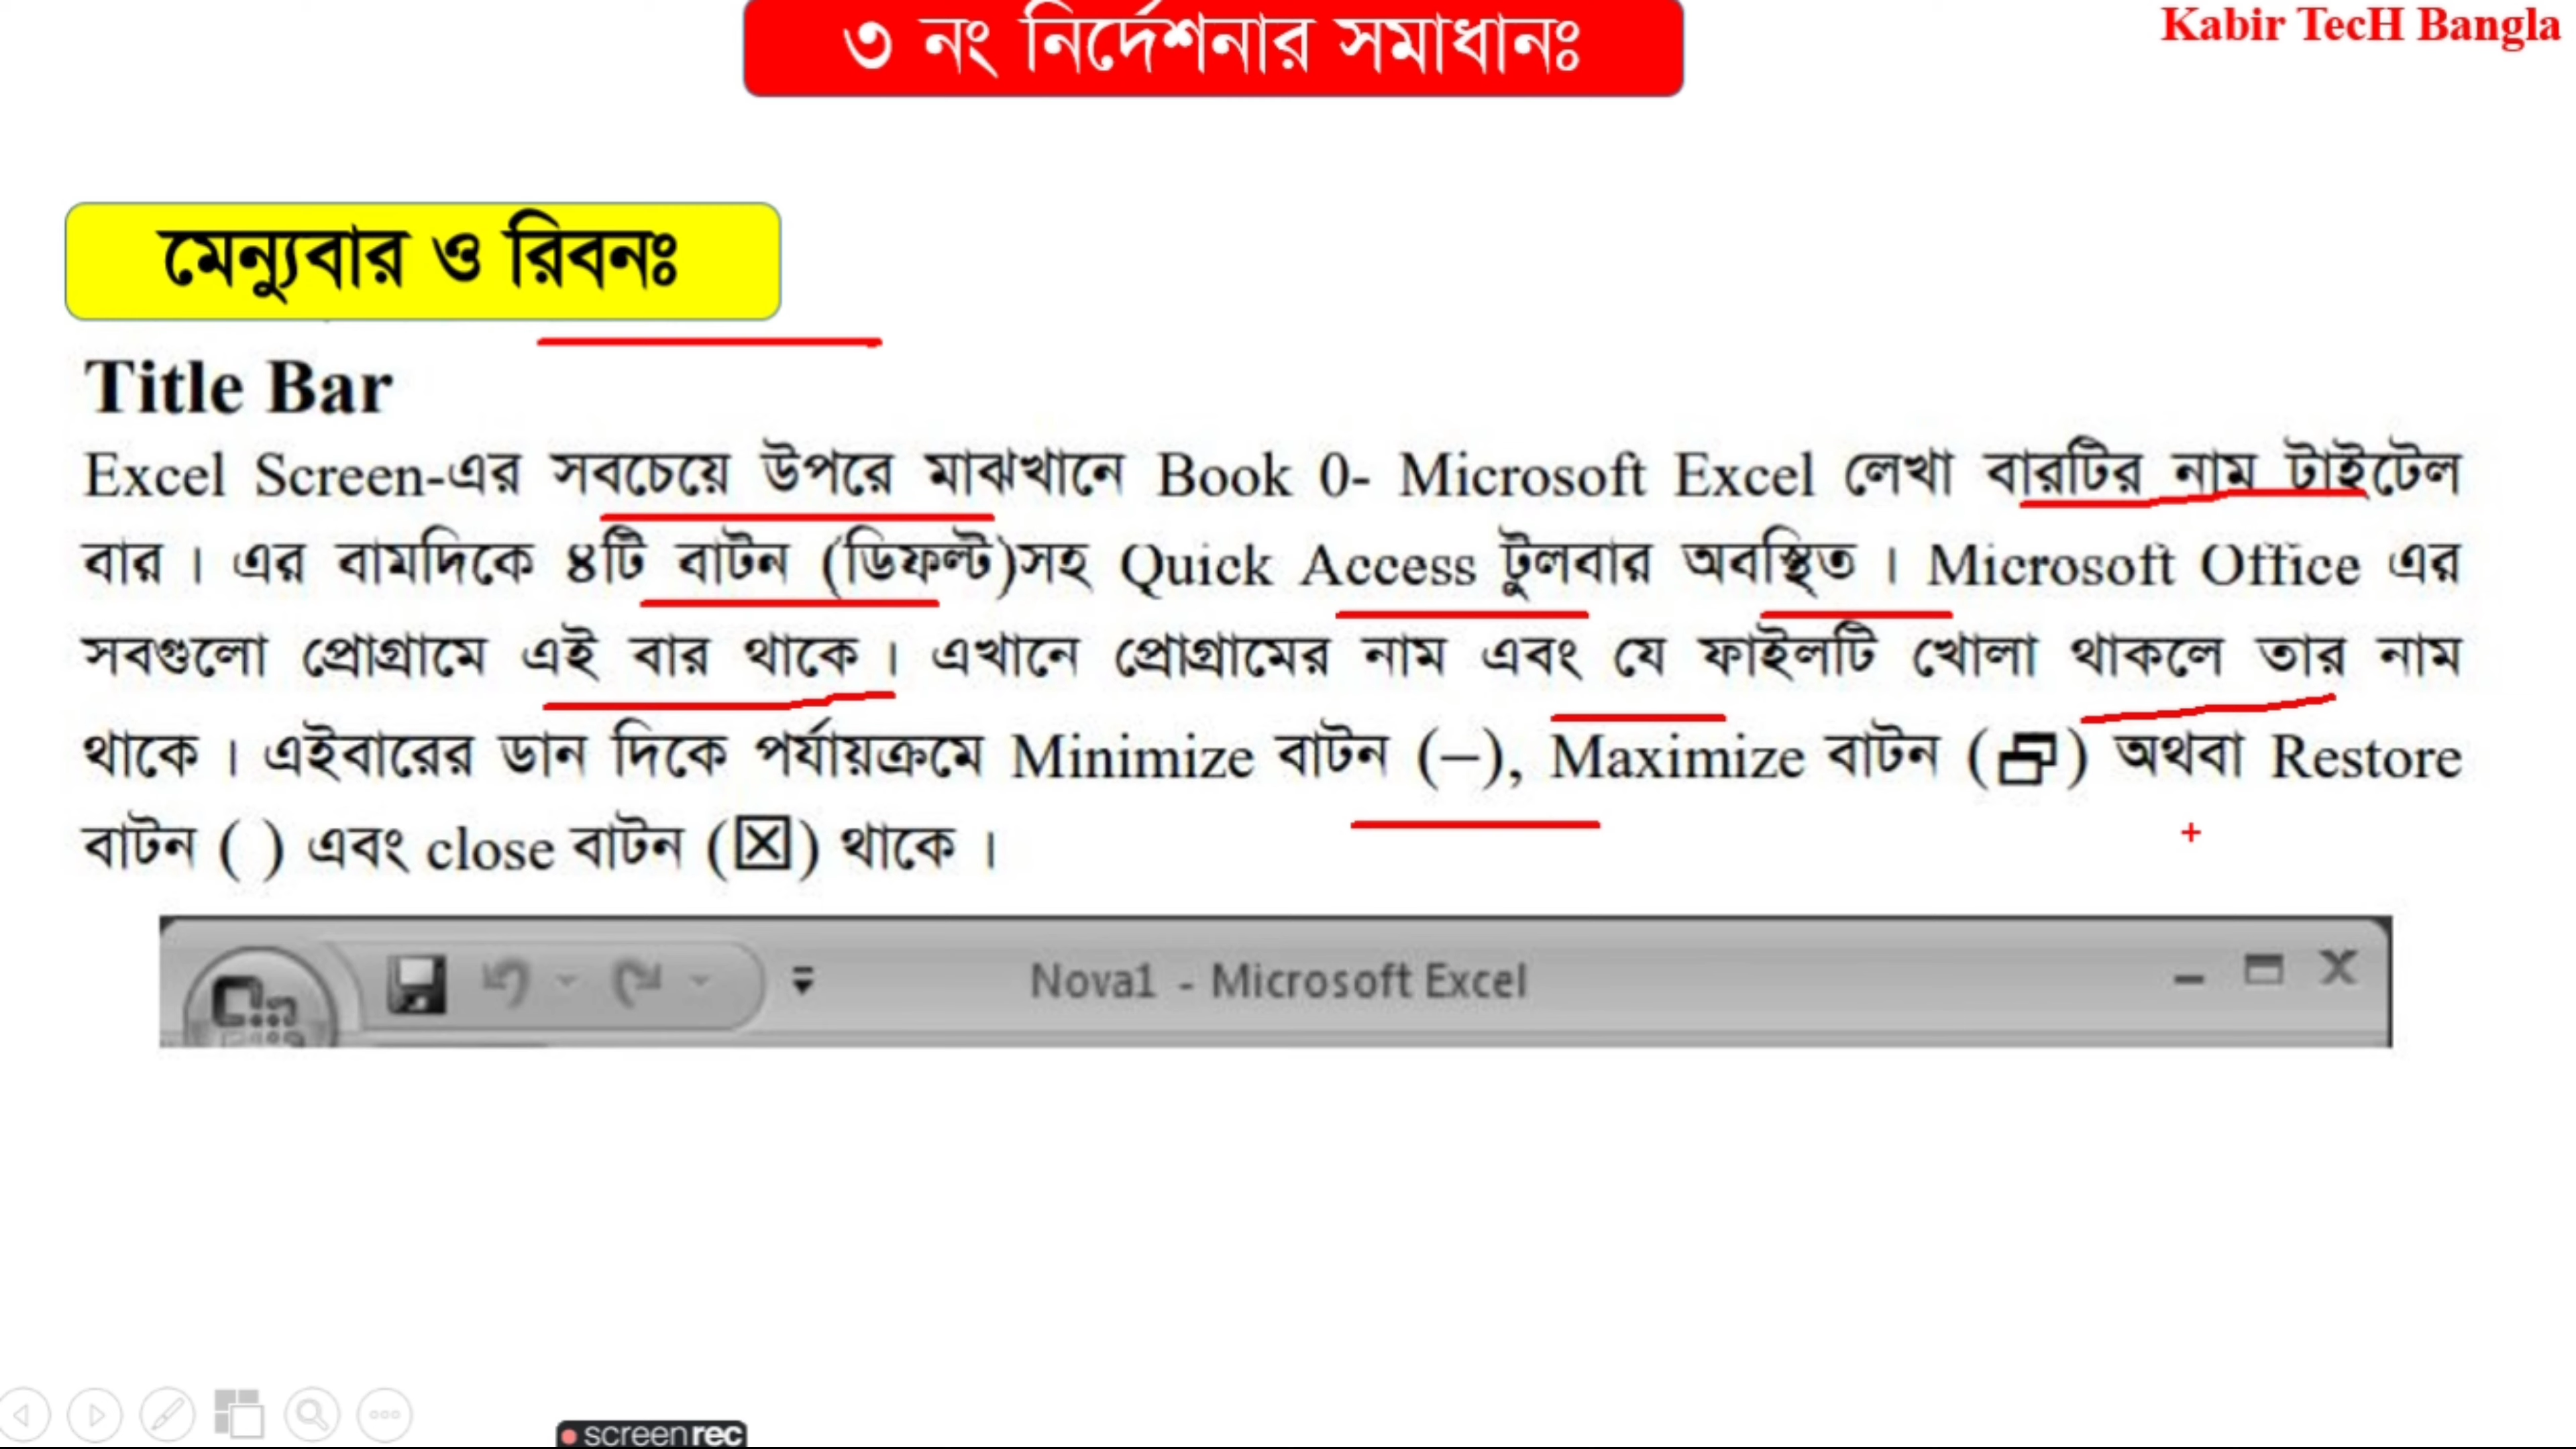 ৩ নং নির্দেশনার সমাধানঃ
Kabir TecH Bangla
মেন্যুবার ও রিবনঃ
Title Bar
Excel Screen-এর সবচেয়ে উপরে মাঝখানে Book 0- Microsoft Excel লেখা বারটির নাম টাইটেল
বার। এর বামদিকে ৪টি বাটন (ডিফল্ট)সহ Quick Access টুলবার অবস্থিত। Microsoft Office এর
সবগুলো প্রোগ্রামে এই বার থাকে। এখানে প্রোগ্রামের নাম এবং যে ফাইলটি খোলা থাকলে তার নাম
থাকে। এইবারের ডান দিকে পর্যায়ক্রমে Minimize বাটন (–), Maximize বাটন (🗗) অথবা Restore
বাটন ( ) এবং close বাটন (☒) থাকে।
Nova1 - Microsoft Excel
screenrec